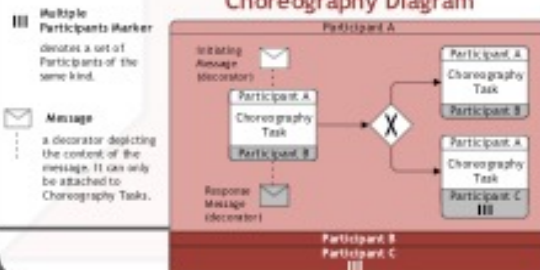 Choreography Diagram
Multiple
Participants Marker
denotes a set of
Participants of the
same kind.
Message
a decorator depicting
the content of the
message. It can only
be attached to
Choreography Tasks.
Participant A
Initiating
Message
(decorator)
Participant A
Choreography
Task
Participant B
Response
Message
(decorator)
X
Participant A
Choreography
Task
Participant B
Participant A
Choreography
Task
Participant C
Participant B
Participant C